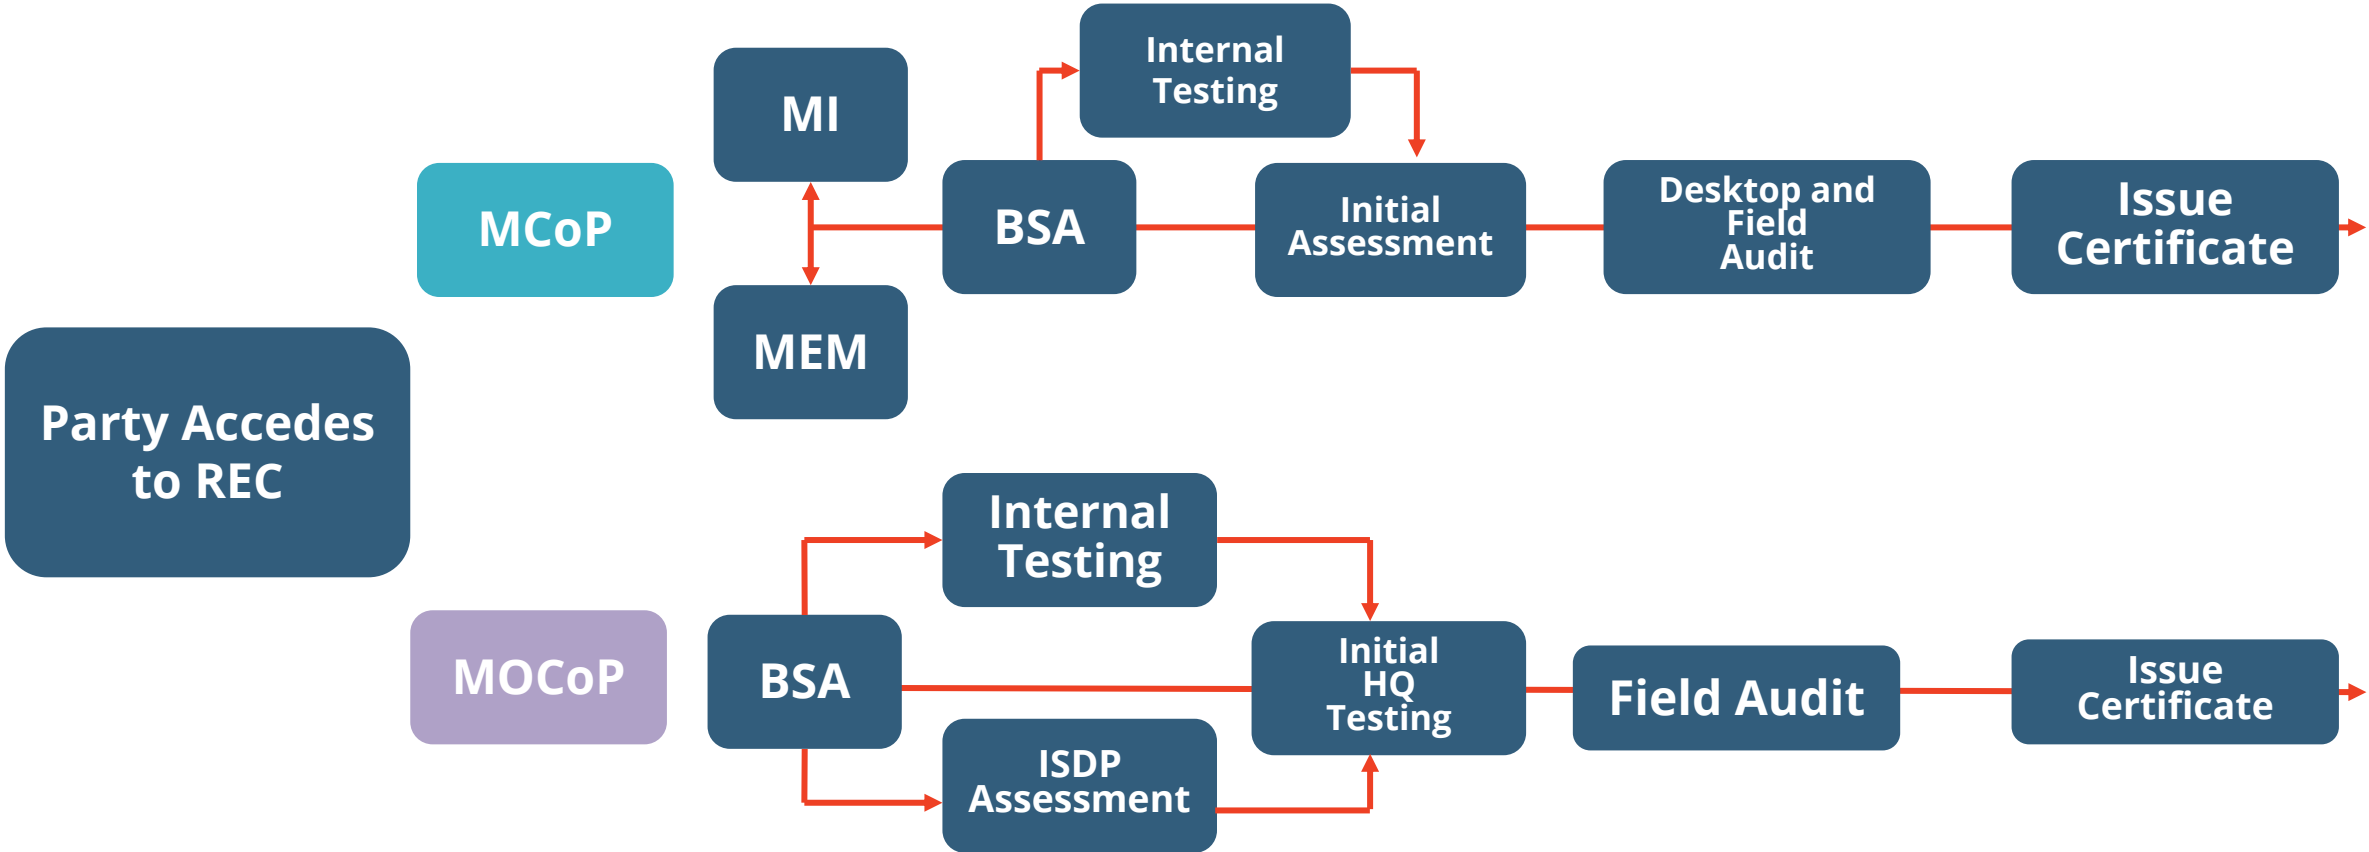 Party Accedes
to REC
MCoP
MI
MEM
BSA
Internal
Testing
Initial
Assessment
Desktop and
Field
Audit
Issue
Certificate
MOCoP
BSA
Internal
Testing
ISDP
Assessment
Initial
HQ
Testing
Field Audit
Issue
Certificate